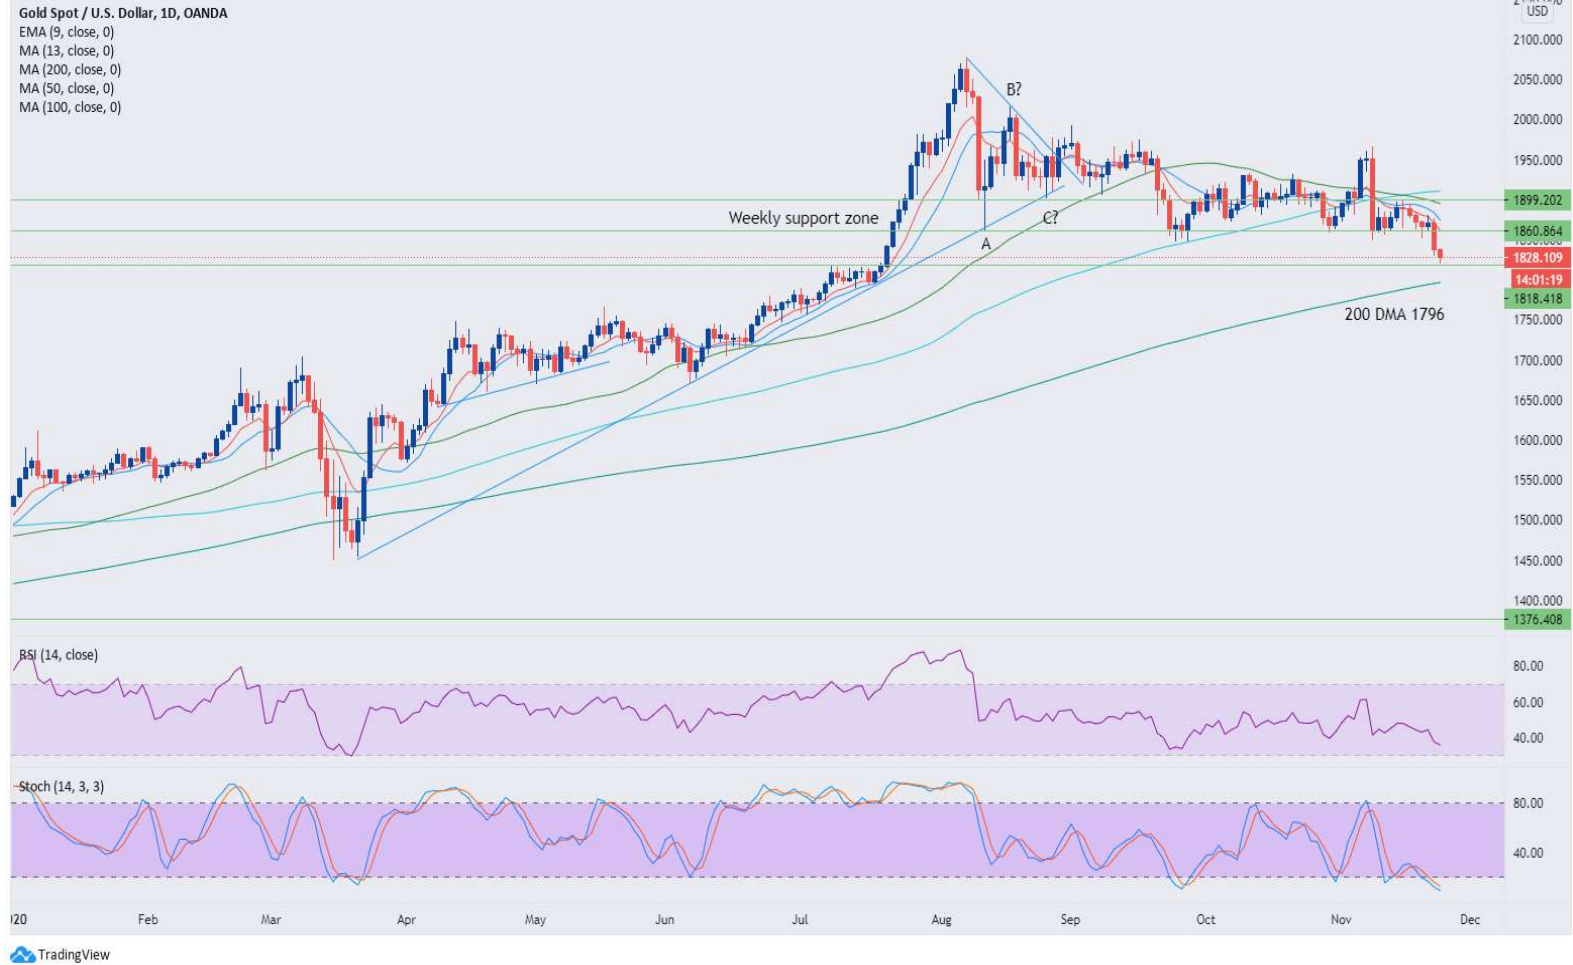 Gold Spot / U.S. Dollar, 1D, OANDA
EMA (9, close, 0)
MA (13, close, 0)
MA (200, close, 0)
MA (50, close, 0)
MA (100, close, 0)
USD
2100.000
2050.000
2000.000
1950.000
1899.202
1860.864
1828.109
14:01:19
1818.418
1750.000
1700.000
1650.000
1600.000
1550.000
1500.000
1450.000
1400.000
1376.408
B?
Weekly support zone
C?
A
200 DMA 1796
RSI (14, close)
80.00
60.00
40.00
Stoch (14, 3, 3)
80.00
40.00
Feb Mar Apr May Jun Jul Aug Sep Oct Nov Dec
TradingView